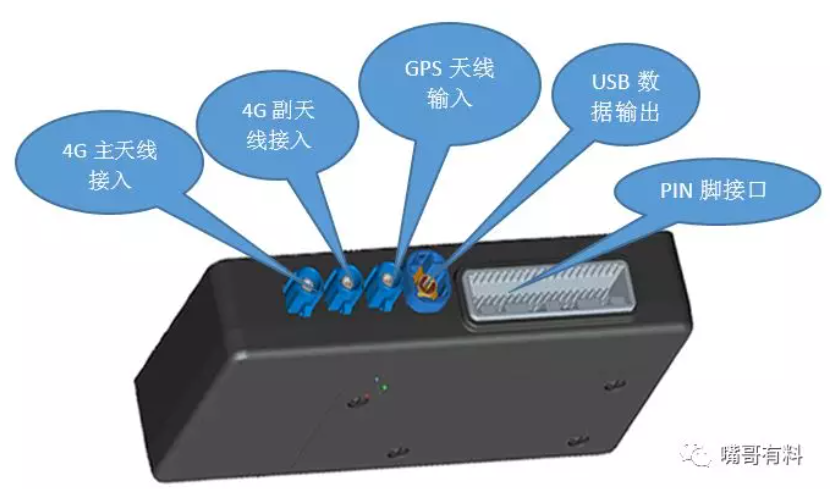 4G 主天线
接入
4G 副天
线接入
GPS 天线
输入
USB 数
据输出
PIN 脚接口
嘴哥有料